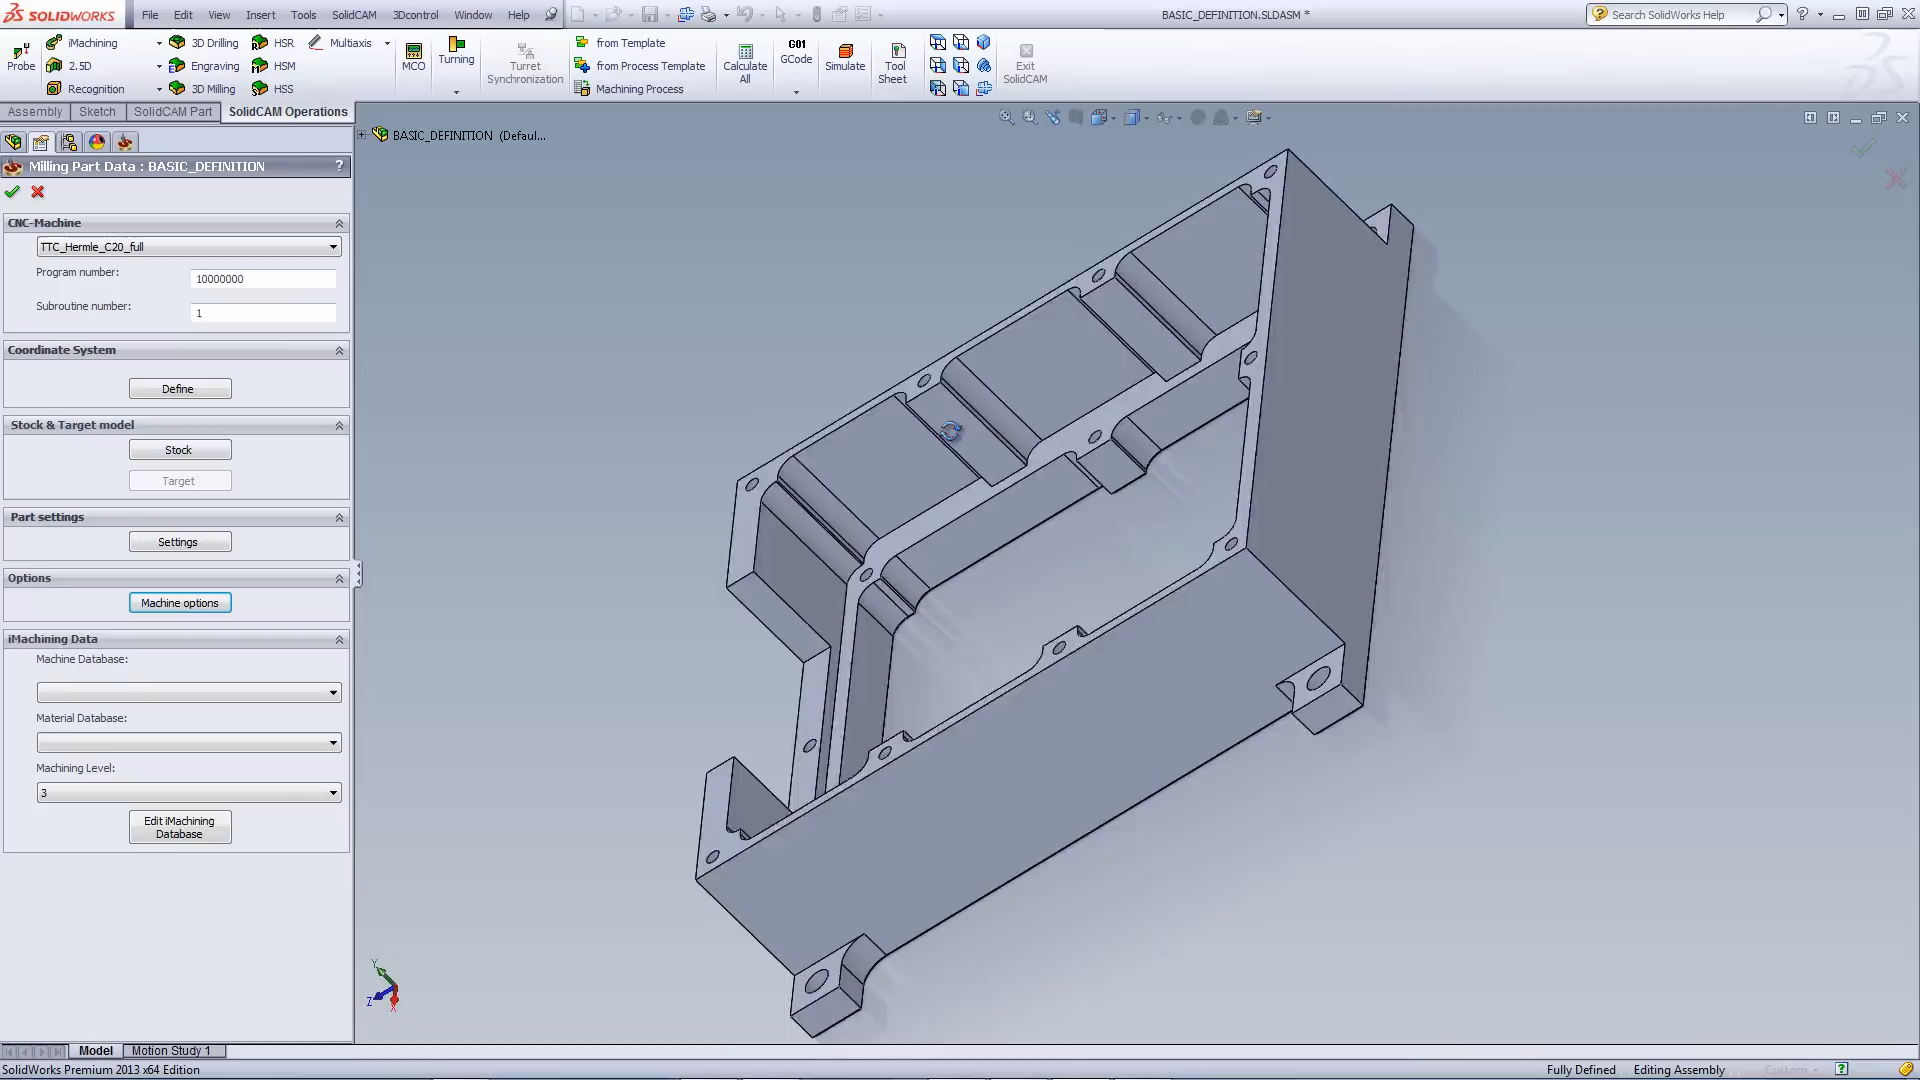 SOLIDWORKS File Edit View Insert Tools SolidCAM 3Dcontrol Window Help BASIC_DEFINITION.SLDASM * Search SolidWorks Help
iMachining 3D Drilling HSR Multiaxis from Template
Probe 2.5D Engraving HSM MCO Turning Turret Synchronization from Process Template Calculate All G01 GCode Simulate Tool Sheet Exit SolidCAM
Recognition 3D Milling HSS Machining Process
Assembly Sketch SolidCAM Part SolidCAM Operations
BASIC_DEFINITION (Defaul...
Milling Part Data : BASIC_DEFINITION ?
CNC-Machine
TTC_Hermle_C20_full
Program number: 10000000
Subroutine number: 1
Coordinate System
Define
Stock & Target model
Stock
Target
Part settings
Settings
Options
Machine options
iMachining Data
Machine Database:
Material Database:
Machining Level:
3
Edit iMachining
Database
Y
Z
X
Model Motion Study 1
SolidWorks Premium 2013 x64 Edition Fully Defined Editing Assembly Custom